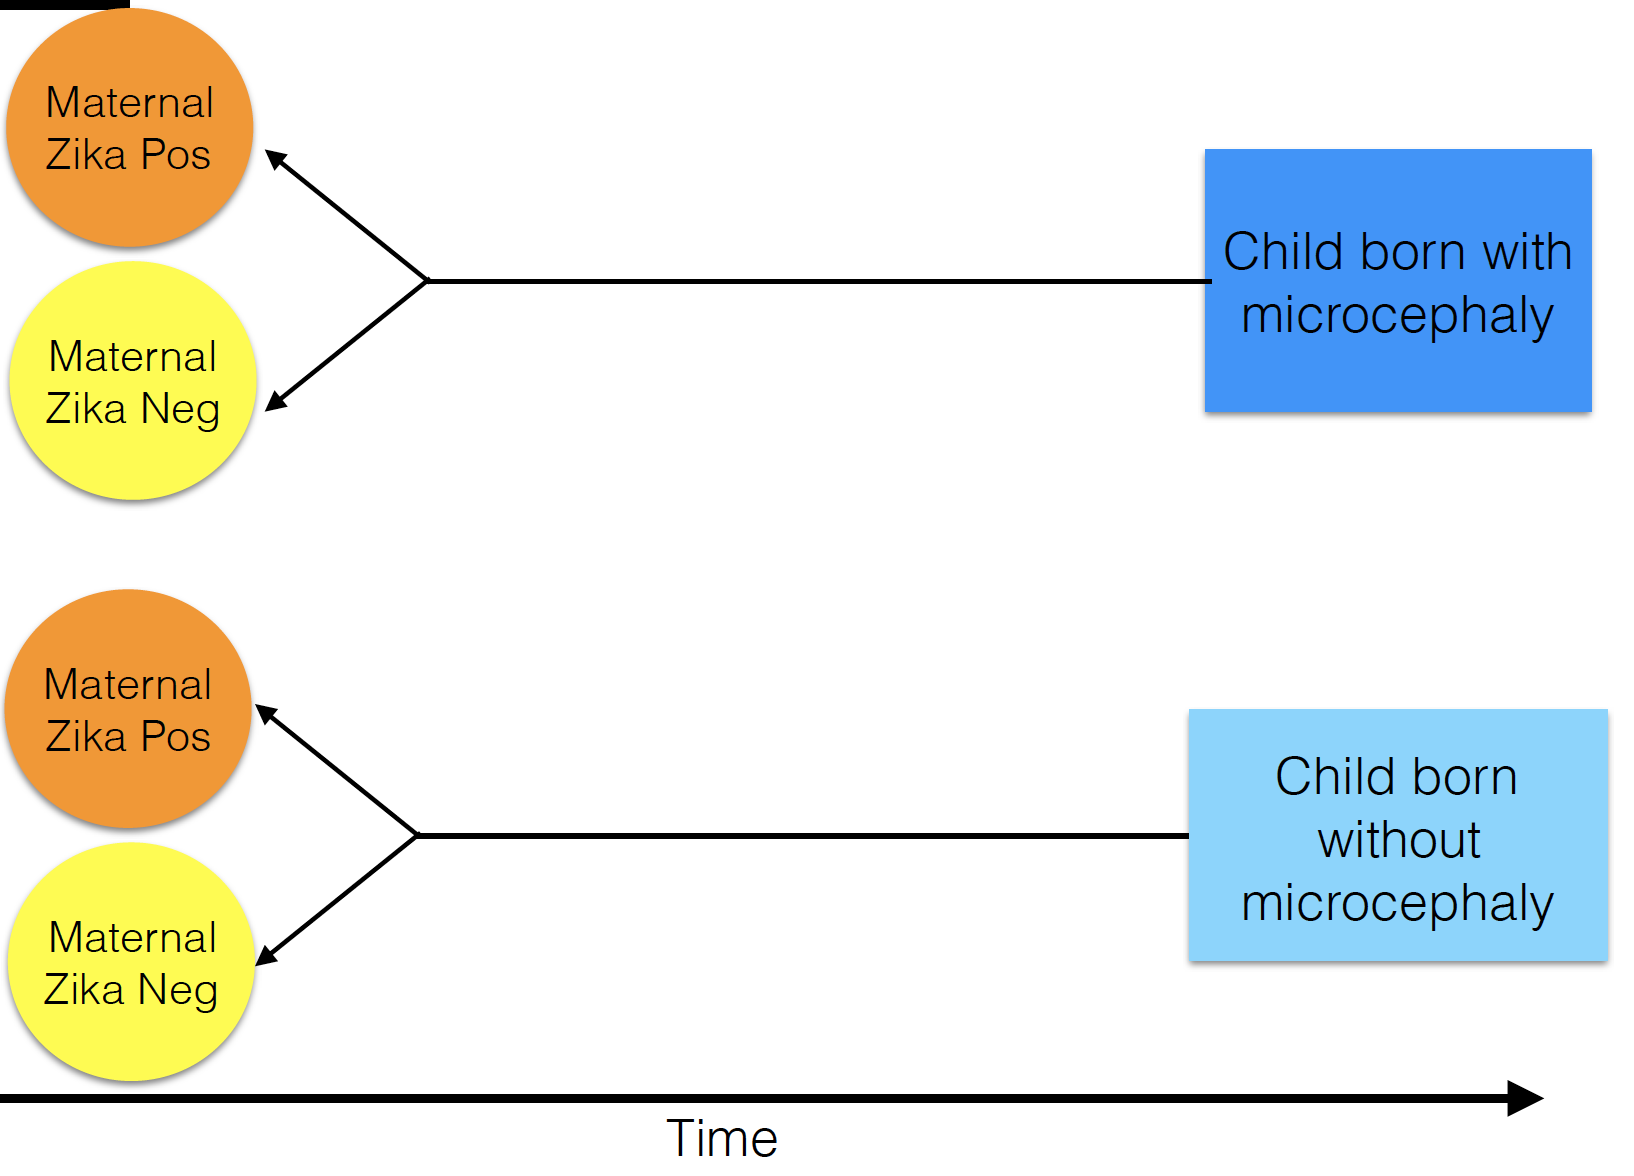 Maternal
Zika Pos
Maternal
Zika Neg
Child born with
microcephaly
Maternal
Zika Pos
Maternal
Zika Neg
Child born
without
microcephaly
Time